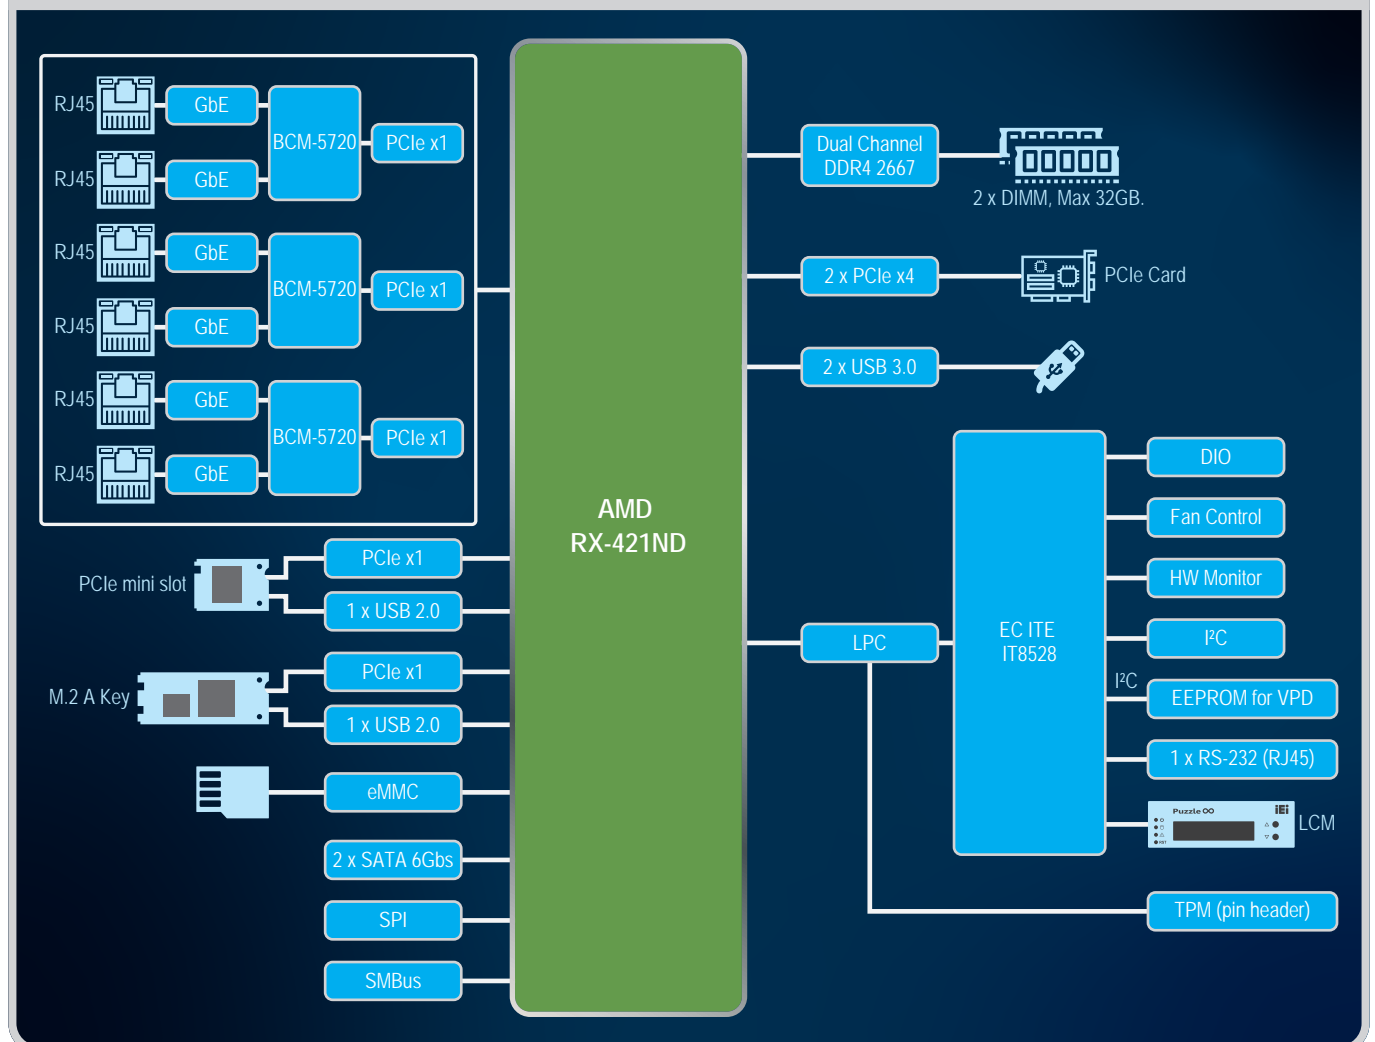 RJ45
GbE
RJ45
GbE
BCM-5720
PCIe x1
RJ45
GbE
RJ45
GbE
BCM-5720
PCIe x1
RJ45
GbE
RJ45
GbE
BCM-5720
PCIe x1
PCIe mini slot
PCIe x1
1 x USB 2.0
M.2 A Key
PCIe x1
1 x USB 2.0
eMMC
2 x SATA 6Gbs
SPI
SMBus
AMD
RX-421ND
Dual Channel
DDR4 2667
2 x DIMM, Max 32GB.
2 x PCIe x4
PCIe Card
2 x USB 3.0
LPC
EC ITE
IT8528
DIO
Fan Control
HW Monitor
I²C
I²C
EEPROM for VPD
1 x RS-232 (RJ45)
Puzzle
iEi
RST
LCM
TPM (pin header)